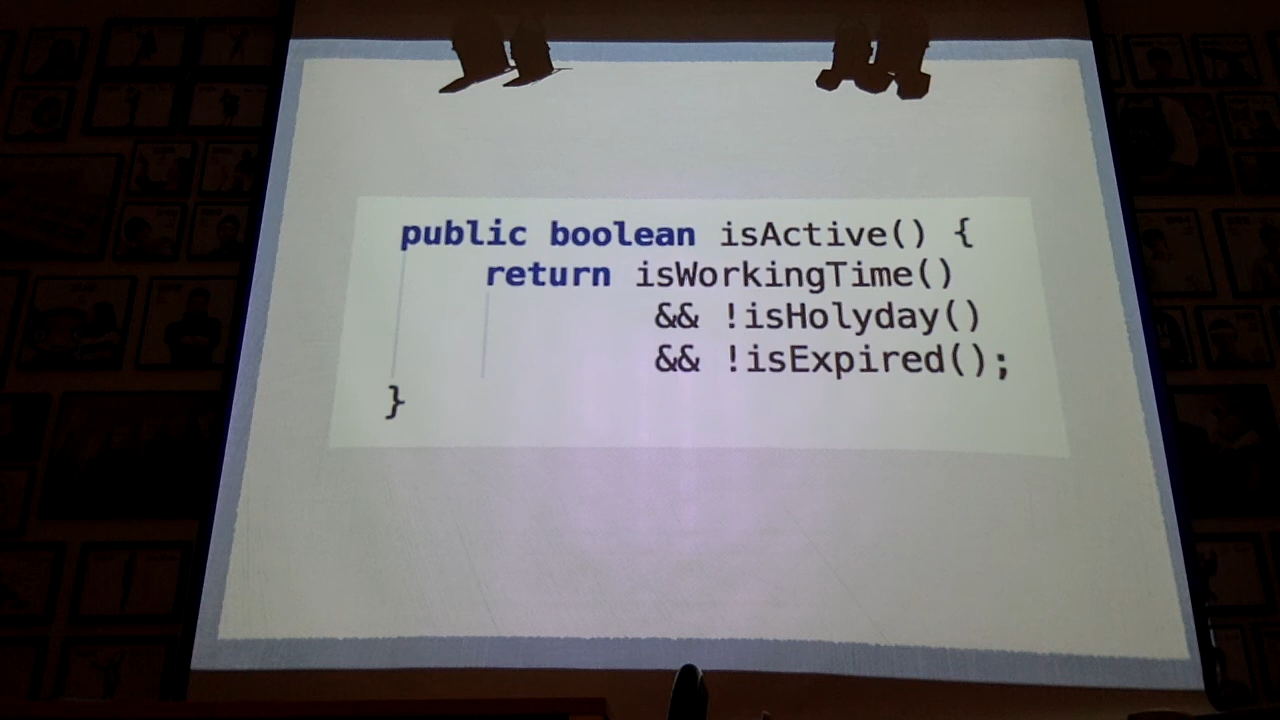 public boolean isActive() {
return isWorkingTime()
&& !isHolyday()
&& !isExpired();
}